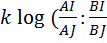 k log (AI/AJ : BI/BJ